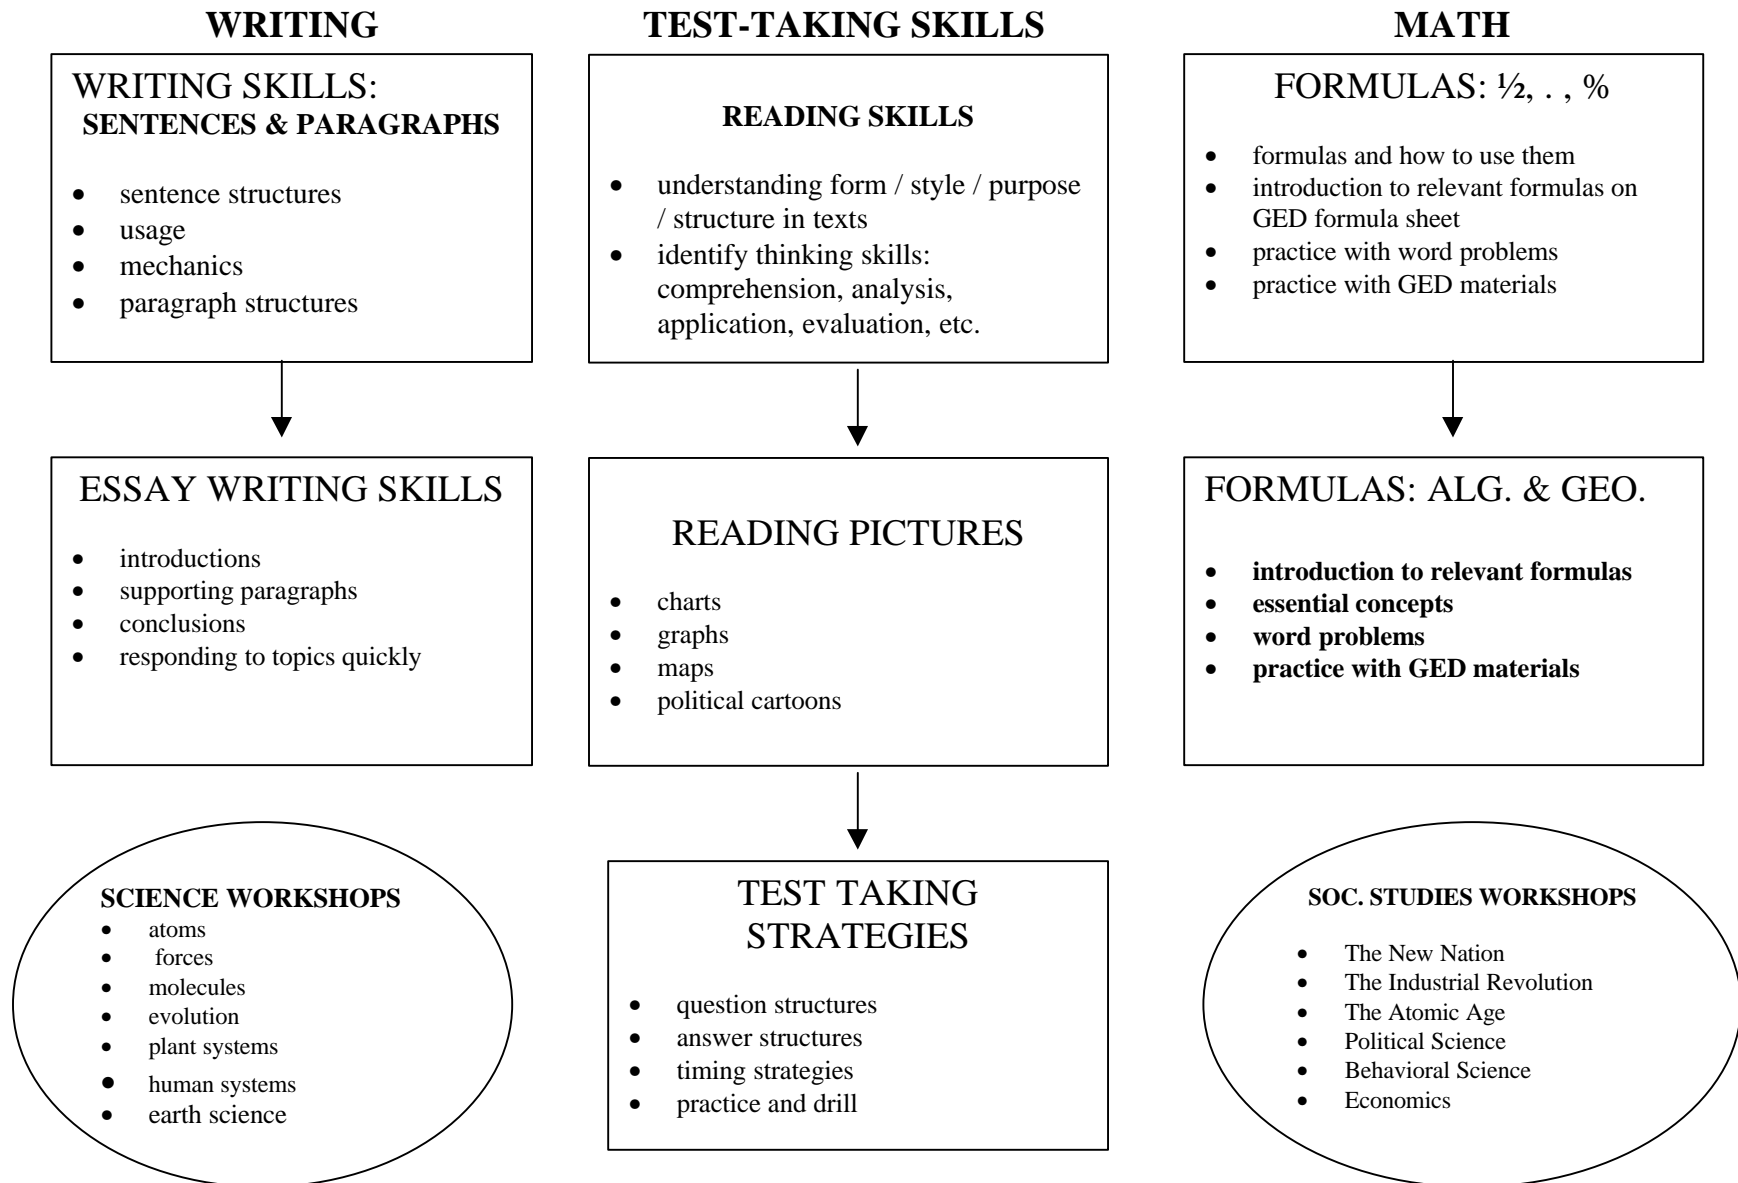 WRITING
WRITING SKILLS:
SENTENCES & PARAGRAPHS
• sentence structures
• usage
• mechanics
• paragraph structures
ESSAY WRITING SKILLS
• introductions
• supporting paragraphs
• conclusions
• responding to topics quickly
SCIENCE WORKSHOPS
• atoms
• forces
• molecules
• evolution
• plant systems
• human systems
• earth science
TEST-TAKING SKILLS
READING SKILLS
• understanding form / style / purpose
/ structure in texts
• identify thinking skills:
comprehension, analysis,
application, evaluation, etc.
READING PICTURES
• charts
• graphs
• maps
• political cartoons
TEST TAKING
STRATEGIES
• question structures
• answer structures
• timing strategies
• practice and drill
MATH
FORMULAS: ½, . , %
• formulas and how to use them
• introduction to relevant formulas on
GED formula sheet
• practice with word problems
• practice with GED materials
FORMULAS: ALG. & GEO.
• introduction to relevant formulas
• essential concepts
• word problems
• practice with GED materials
SOC. STUDIES WORKSHOPS
• The New Nation
• The Industrial Revolution
• The Atomic Age
• Political Science
• Behavioral Science
• Economics